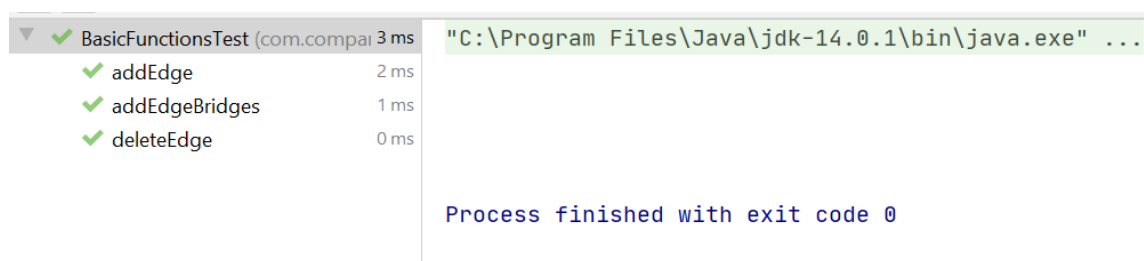 BasicFunctionsTest (com.compai 3 ms
addEdge 2 ms
addEdgeBridges 1 ms
deleteEdge 0 ms
"C:\Program Files\Java\jdk-14.0.1\bin\java.exe" ...
Process finished with exit code 0